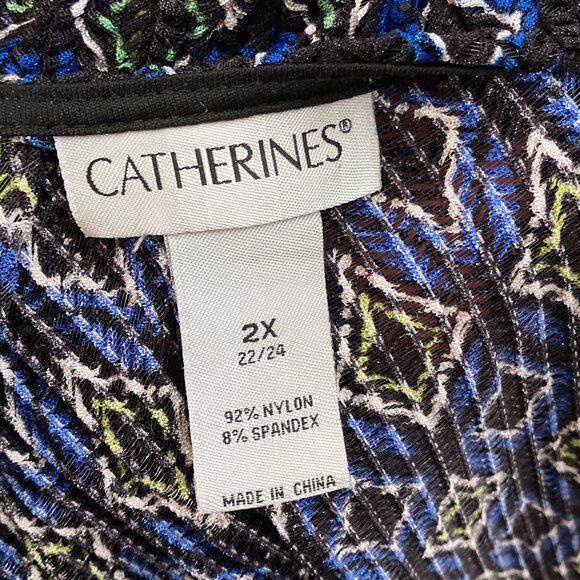 CATHERINES®
2X
22/24
92% NYLON
8% SPANDEX
MADE IN CHINA